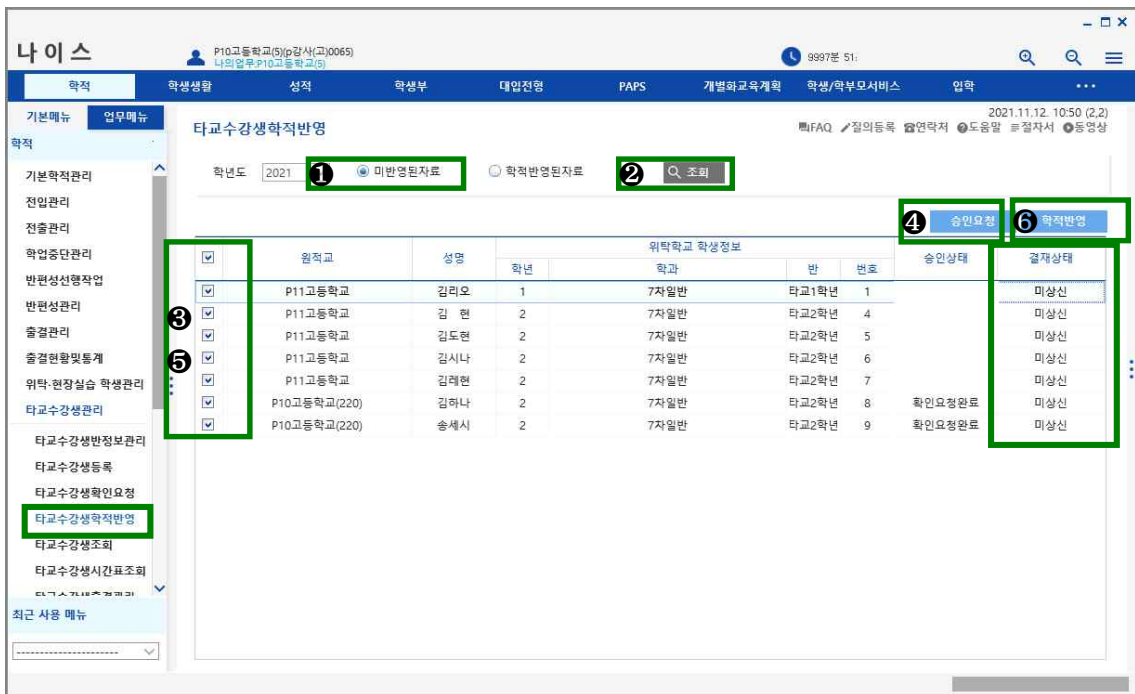 나이스
P10고등학교(5)(p강사(고)0065)
나의업무:P10고등학교(5)
9997분 51:
학적 학생생활 성적 학생부 대입전형 PAPS 개별화교육계획 학생/학부모서비스 입학 •••
기본메뉴 업무메뉴
2021.11.12. 10:50 (2,2)
타교수강생학적반영
FAQ 질의등록 연락처 도움말 절차서 동영상
학적
기본학적관리
전입관리
전출관리
학업중단관리
반편성선행작업
반편성관리
출결관리
출결현황및통계
위탁·현장실습 학생관리
타교수강생관리
타교수강생반정보관리
타교수강생등록
타교수강생확인요청
타교수강생학적반영
타교수강생조회
타교수강생시간표조회
최근 사용 메뉴
----------------------
학년도 2021 ❶ 미반영된자료 학적반영된자료 ❷ 조회
❹ 승인요청 ❻ 학적반영
원적교 성명 위탁학교 학생정보 승인상태 결재상태
학년 학과 반 번호
❸
❺
P11고등학교 김리오 1 7차일반 타교1학년 1 미상신
P11고등학교 김 현 2 7차일반 타교2학년 4 미상신
P11고등학교 김도현 2 7차일반 타교2학년 5 미상신
P11고등학교 김시나 2 7차일반 타교2학년 6 미상신
P11고등학교 김레현 2 7차일반 타교2학년 7 미상신
P10고등학교(220) 김하나 2 7차일반 타교2학년 8 확인요청완료 미상신
P10고등학교(220) 송세시 2 7차일반 타교2학년 9 확인요청완료 미상신